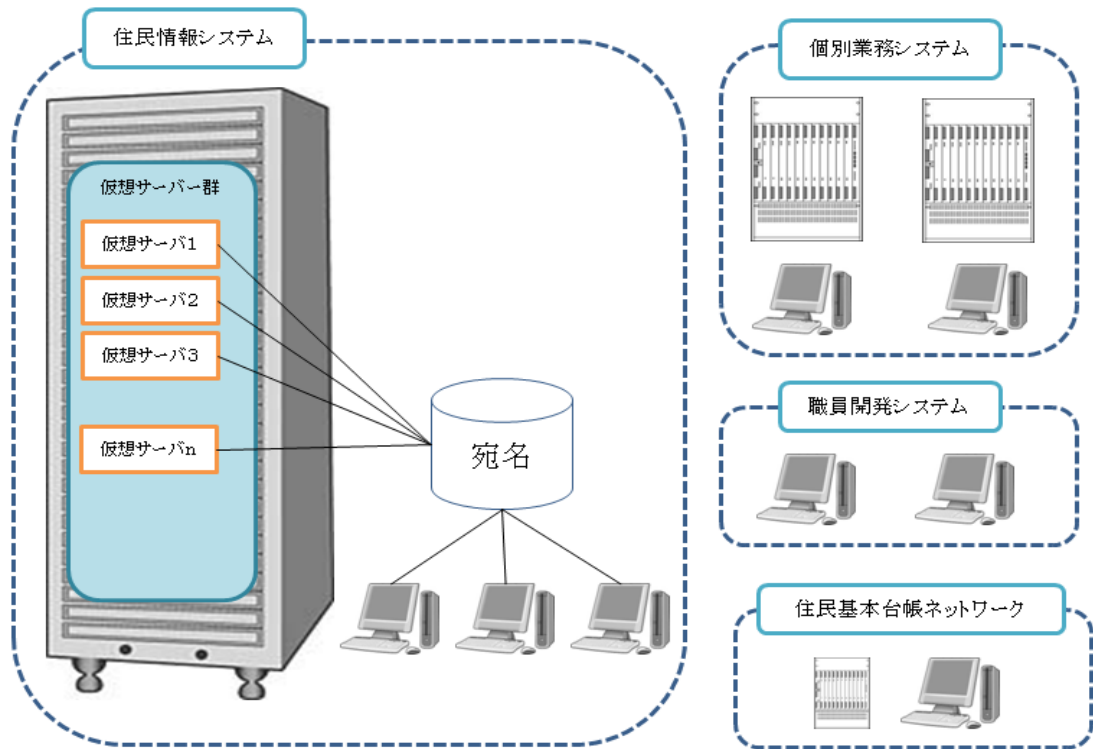 住民情報システム
仮想サーバー群
仮想サーバ1
仮想サーバ2
仮想サーバ3
仮想サーバn
宛名
個別業務システム
職員開発システム
住民基本台帳ネットワーク